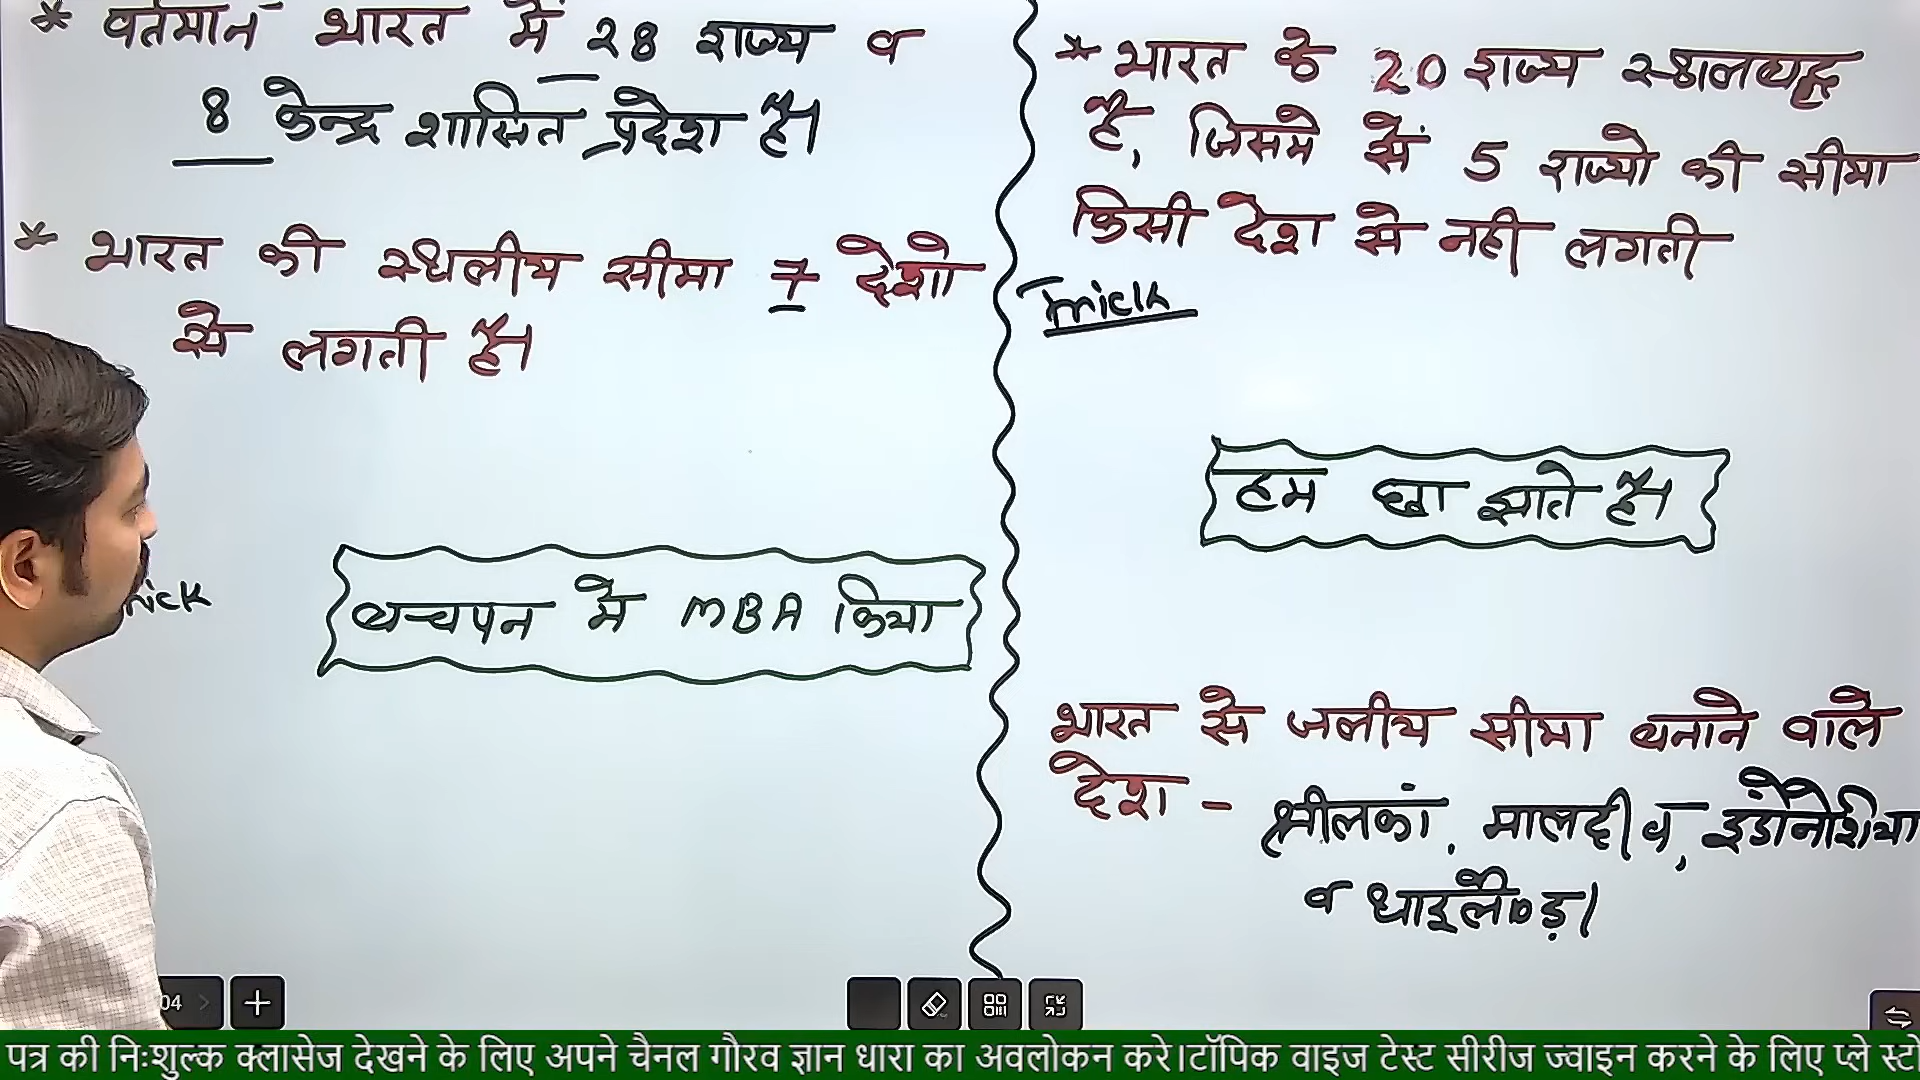 * वर्तमान भारत में 28 राज्य व
8 केन्द्र शासित प्रदेश है।
* भारत की स्थलीय सीमा 7 देशो
से लगती है।
rick
बचपन में MBA किया
* भारत के 20 राज्य स्थलबद्ध
है, जिसमे सें 5 राज्यो की सीमा
किसी देश से नही लगती
Trick
हम छा झाते है।
भारत से जलीय सीमा बनाने वाले
देश - श्रीलकां, मालदीव, इंडोनेशिया
व थाईलैण्ड़।
04
पत्र की निःशुल्क क्लासेज देखने के लिए अपने चैनल गौरव ज्ञान धारा का अवलोकन करे।टॉपिक वाइज टेस्ट सीरीज ज्वाइन करने के लिए प्ले स्टो